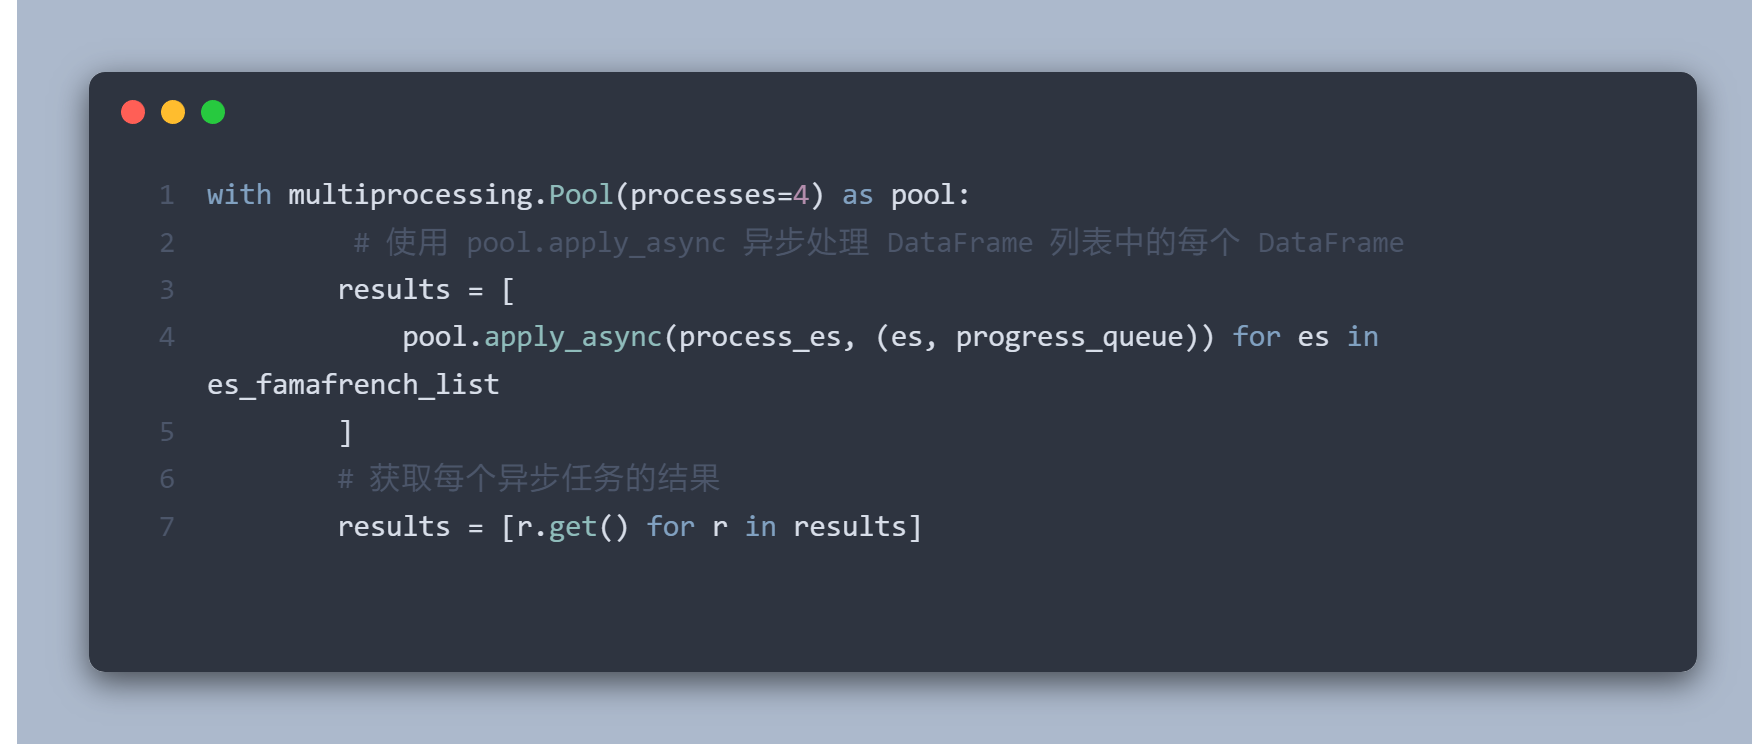 1 with multiprocessing.Pool(processes=4) as pool:
2          # 使用 pool.apply_async 异步处理 DataFrame 列表中的每个 DataFrame
3         results = [
4             pool.apply_async(process_es, (es, progress_queue)) for es in
es_famafrench_list
5         ]
6         # 获取每个异步任务的结果
7         results = [r.get() for r in results]